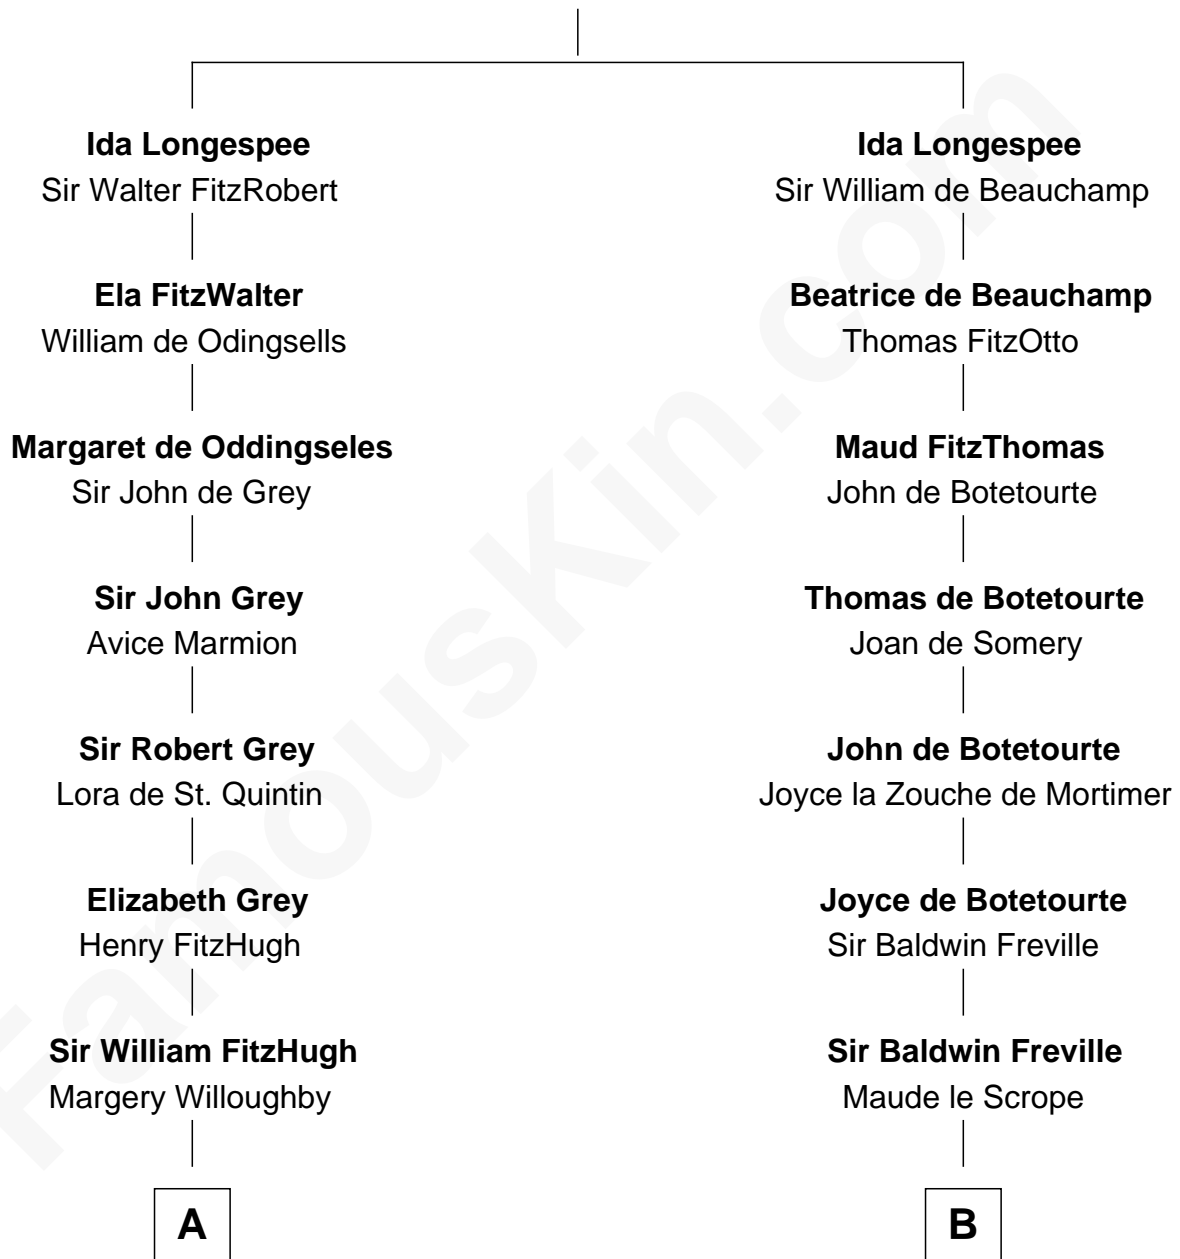 Ida Longespee
Sir Walter FitzRobert
Ela FitzWalter
William de Odingsells
Margaret de Oddingseles
Sir John de Grey
Sir John Grey
Avice Marmion
Sir Robert Grey
Lora de St. Quintin
Elizabeth Grey
Henry FitzHugh
Sir William FitzHugh
Margery Willoughby
A
Ida Longespee
Sir William de Beauchamp
Beatrice de Beauchamp
Thomas FitzOtto
Maud FitzThomas
John de Botetourte
Thomas de Botetourte
Joan de Somery
John de Botetourte
Joyce la Zouche de Mortimer
Joyce de Botetourte
Sir Baldwin Freville
Sir Baldwin Freville
Maude le Scrope
B
FamousKin.com